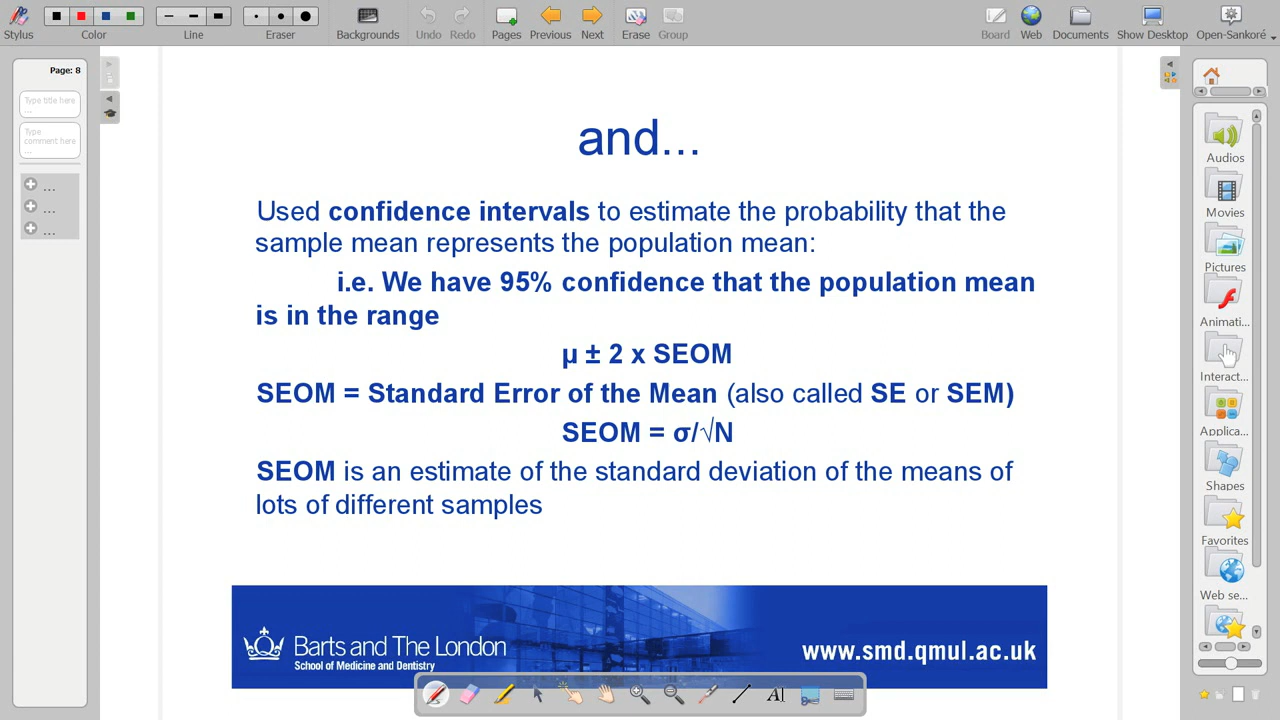 Stylus
Color
Line
Eraser
Backgrounds
Undo
Redo
Pages
Previous
Next
Erase
Group
Board
Web
Documents
Show Desktop
Open-Sankoré
Page: 8
Type title here
...
Type
comment here
...
...
...
...
and...
Used confidence intervals to estimate the probability that the
sample mean represents the population mean:
i.e. We have 95% confidence that the population mean
is in the range
µ ± 2 x SEOM
SEOM = Standard Error of the Mean (also called SE or SEM)
SEOM = σ/√N
SEOM is an estimate of the standard deviation of the means of
lots of different samples
Barts and The London
School of Medicine and Dentistry
www.smd.qmul.ac.uk
Audios
Movies
Pictures
Animati...
Interact...
Applica...
Shapes
Favorites
Web se...
AI